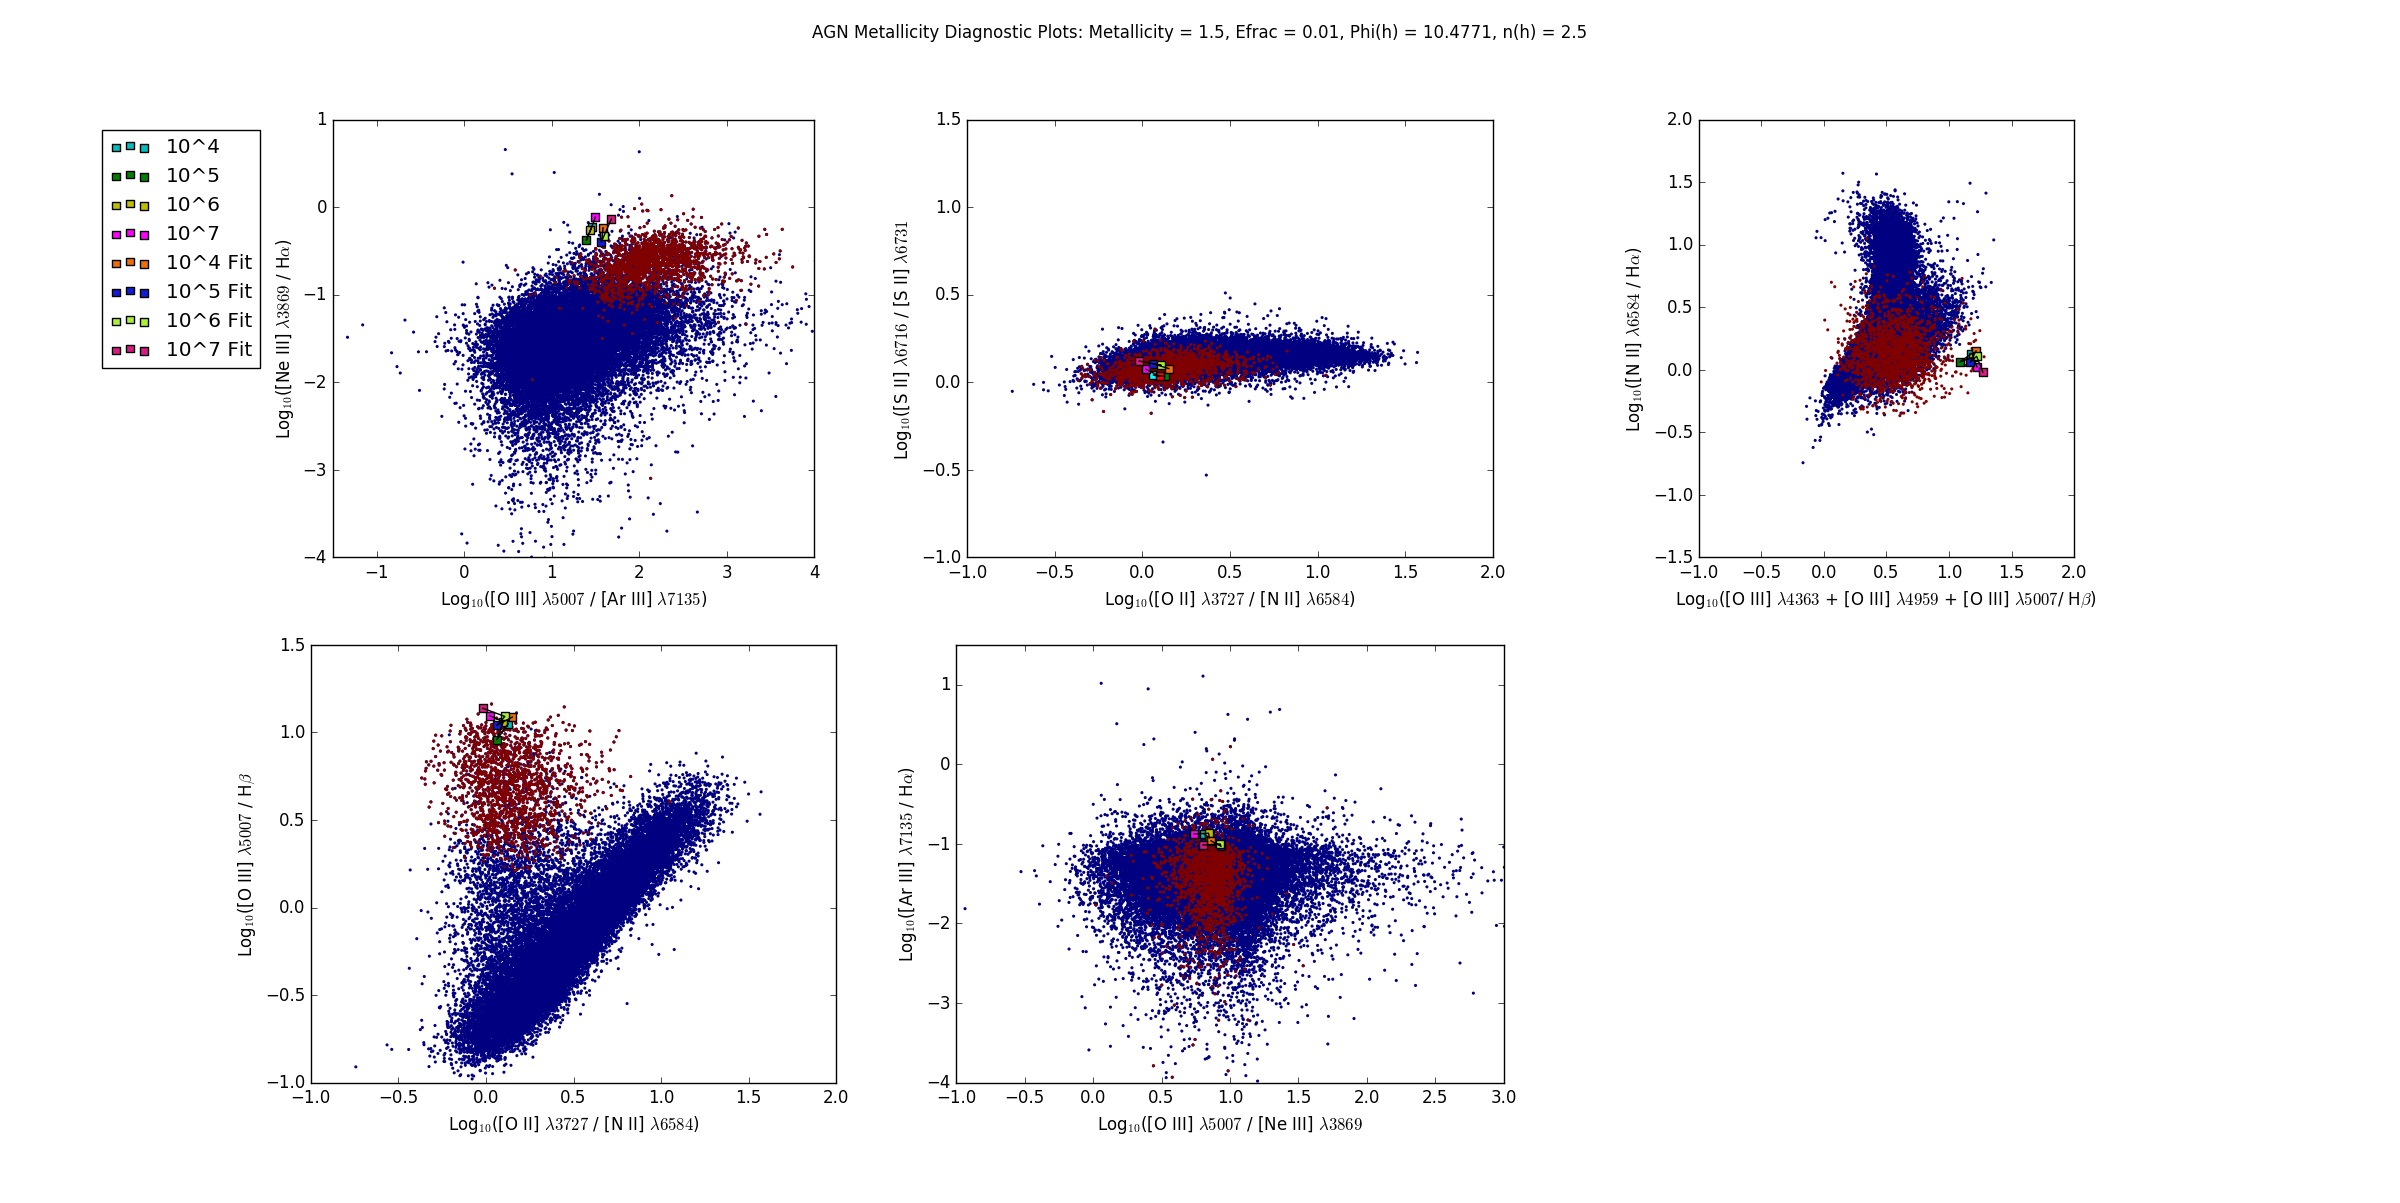 AGN Metallicity Diagnostic Plots: Metallicity = 1.5, Efrac = 0.01, Phi(h) = 10.4771, n(h) = 2.5
10^4
10^5
10^6
10^7
10^4 Fit
10^5 Fit
10^6 Fit
10^7 Fit
1
0
−1
−2
−3
−4
Log₁₀([Ne III] λ3869 / Hα)
−1 0 1 2 3 4
Log₁₀([O III] λ5007 / [Ar III] λ7135)
1.5
1.0
0.5
0.0
−0.5
−1.0
Log₁₀([S II] λ6716 / [S II] λ6731
−1.0 −0.5 0.0 0.5 1.0 1.5 2.0
Log₁₀([O II] λ3727 / [N II] λ6584)
2.0
1.5
1.0
0.5
0.0
−0.5
−1.0
−1.5
Log₁₀([N II] λ6584 / Hα)
−1.0 −0.5 0.0 0.5 1.0 1.5 2.0
Log₁₀([O III] λ4363 + [O III] λ4959 + [O III] λ5007/ Hβ)
1.5
1.0
0.5
0.0
−0.5
−1.0
Log₁₀([O III] λ5007 / Hβ
−1.0 −0.5 0.0 0.5 1.0 1.5 2.0
Log₁₀([O II] λ3727 / [N II] λ6584)
1
0
−1
−2
−3
−4
Log₁₀([Ar III] λ7135 / Hα)
−1.0 −0.5 0.0 0.5 1.0 1.5 2.0 2.5 3.0
Log₁₀([O III] λ5007 / [Ne III] λ3869